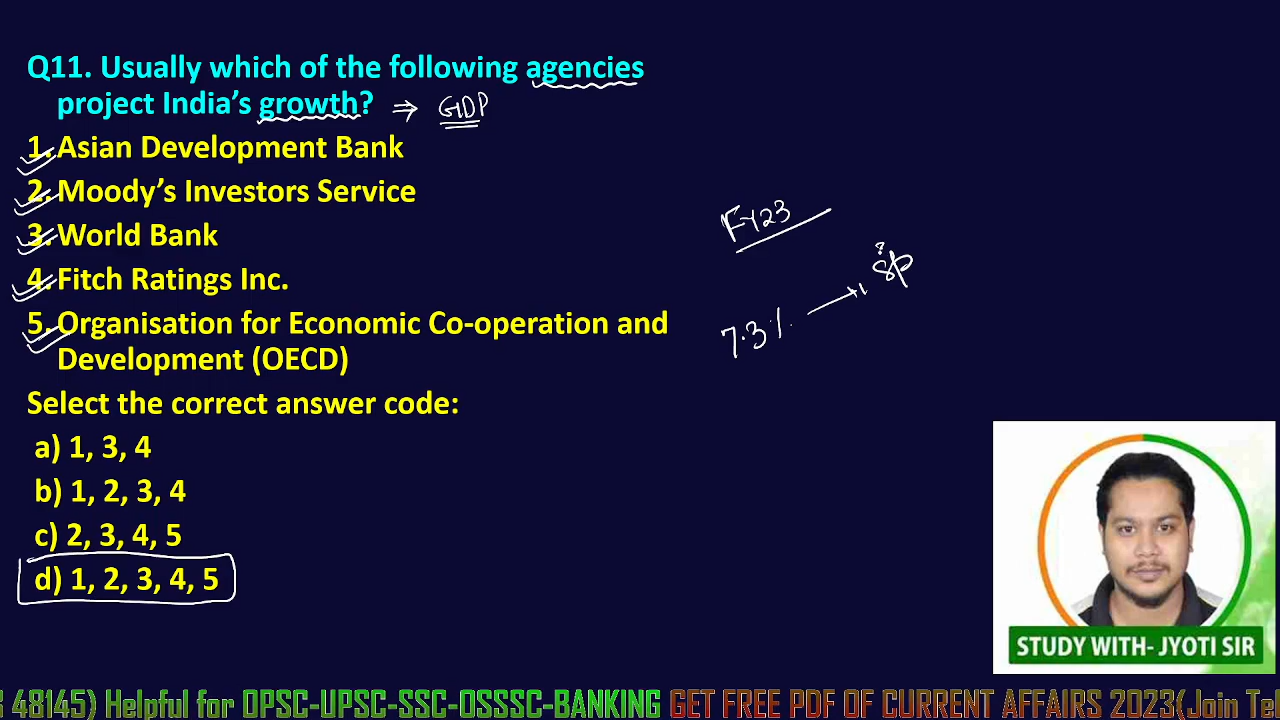 Q11. Usually which of the following agencies
project India's growth? ⇒ GDP
1. Asian Development Bank
2. Moody's Investors Service
3. World Bank
4. Fitch Ratings Inc.
5. Organisation for Economic Co-operation and
Development (OECD)
Select the correct answer code:
a) 1, 3, 4
b) 1, 2, 3, 4
c) 2, 3, 4, 5
d) 1, 2, 3, 4, 5
FY23
7.3%
STUDY WITH- JYOTI SIR
48145) Helpful for OPSC-UPSC-SSC-OSSSC-BANKING GET FREE PDF OF CURRENT AFFAIRS 2023(Join